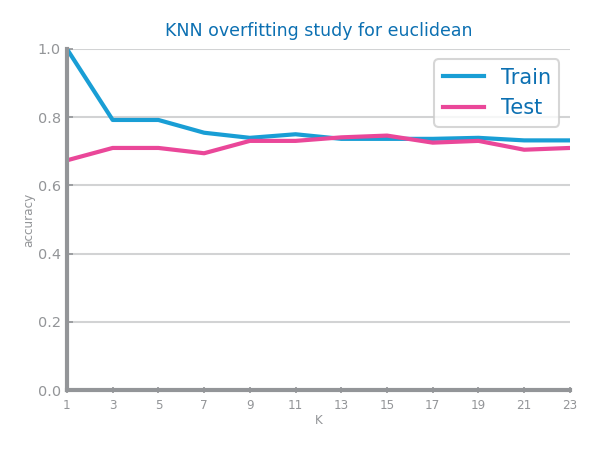 KNN overfitting study for euclidean
1.0
0.8
0.6
0.4
0.2
0.0
accuracy
Train
Test
1 3 5 7 9 11 13 15 17 19 21 23
K